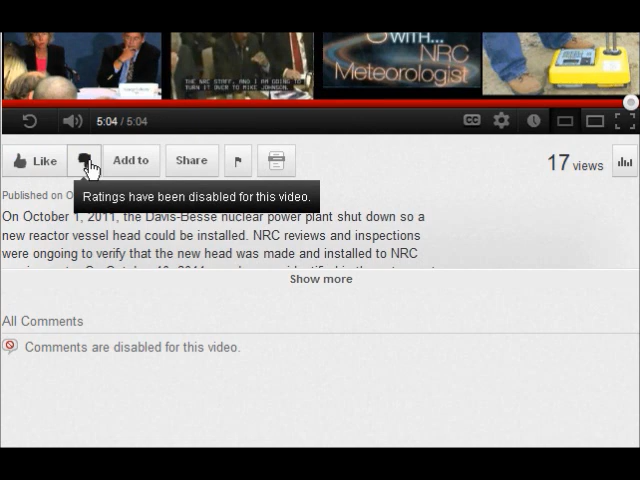 WITH...
NRC
Meteorologist
THE NRC STAFF, AND I AM GOING TO
TURN IT OVER TO MIKE JOHNSON.
5:04 / 5:04
CC
Like
Add to
Share
17 views
Published on O
Ratings have been disabled for this video.
On October 1, 2011, the Davis-Besse nuclear power plant shut down so a
new reactor vessel head could be installed. NRC reviews and inspections
were ongoing to verify that the new head was made and installed to NRC
Show more
All Comments
Comments are disabled for this video.